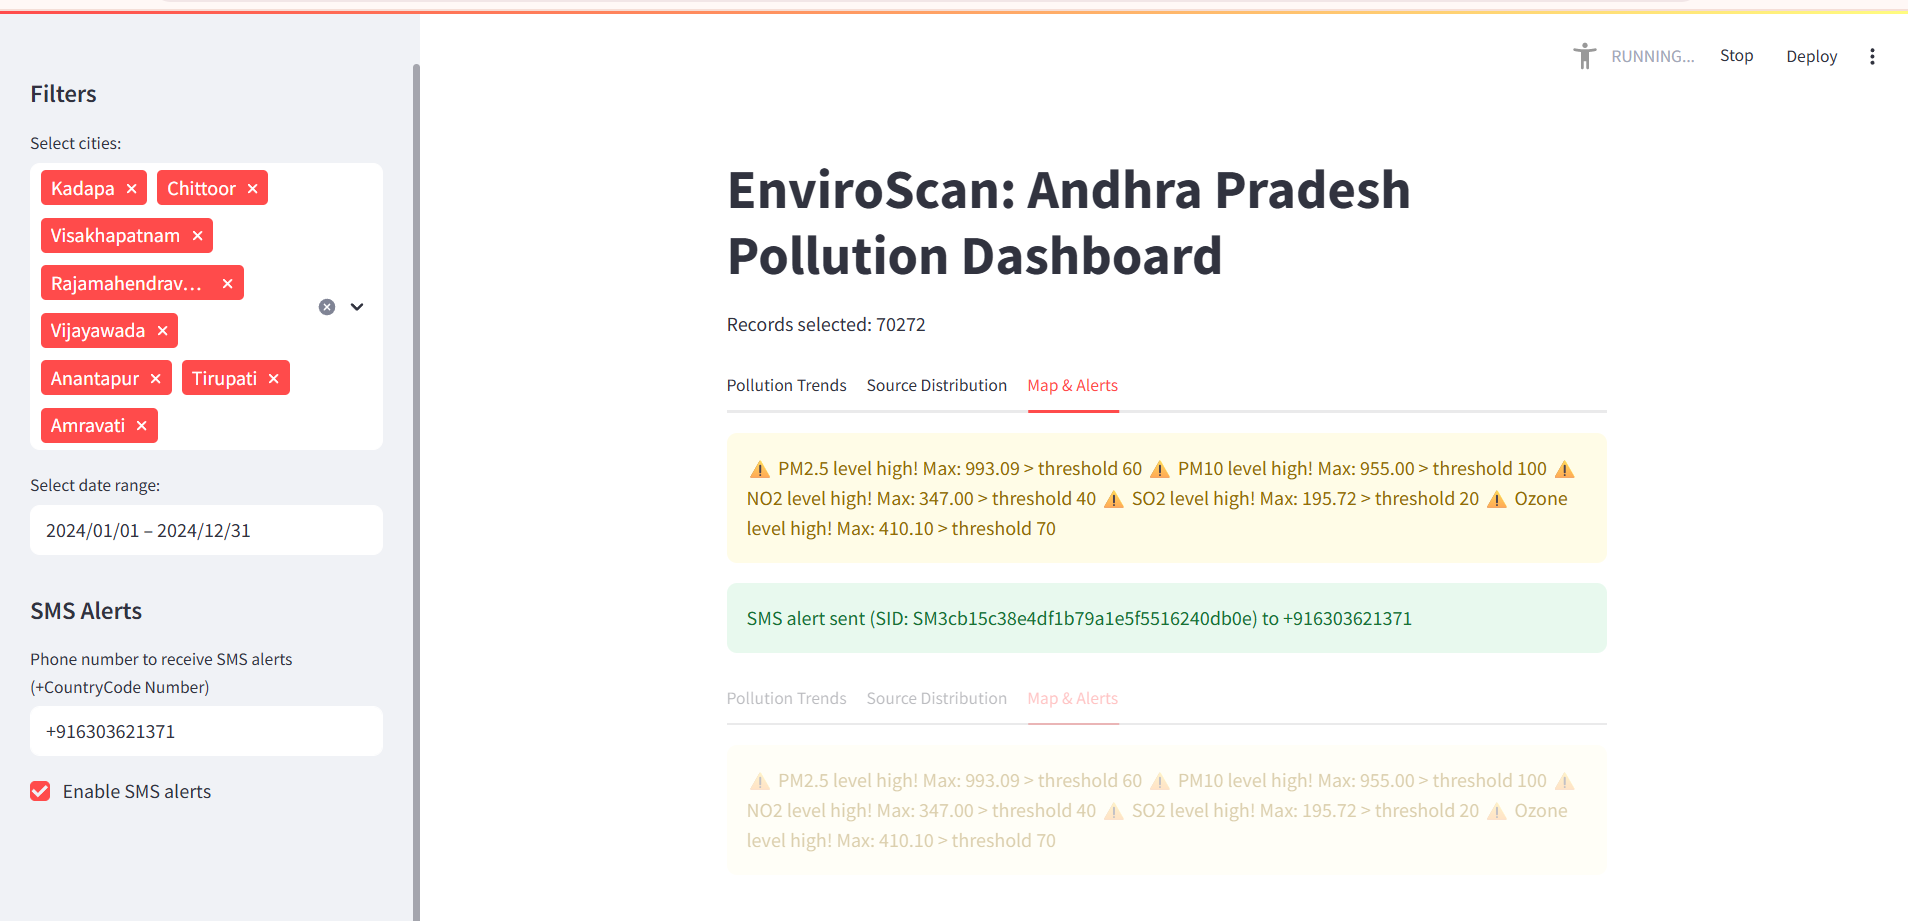 RUNNING...
Stop
Deploy
Filters
Select cities:
Kadapa ×
Chittoor ×
Visakhapatnam ×
Rajamahendrav... ×
Vijayawada ×
Anantapur ×
Tirupati ×
Amravati ×
Select date range:
2024/01/01 – 2024/12/31
SMS Alerts
Phone number to receive SMS alerts
(+CountryCode Number)
+916303621371
Enable SMS alerts
EnviroScan: Andhra Pradesh
Pollution Dashboard
Records selected: 70272
Pollution Trends
Source Distribution
Map & Alerts
⚠️ PM2.5 level high! Max: 993.09 > threshold 60 ⚠️ PM10 level high! Max: 955.00 > threshold 100 ⚠️
NO2 level high! Max: 347.00 > threshold 40 ⚠️ SO2 level high! Max: 195.72 > threshold 20 ⚠️ Ozone
level high! Max: 410.10 > threshold 70
SMS alert sent (SID: SM3cb15c38e4df1b79a1e5f5516240db0e) to +916303621371
Pollution Trends
Source Distribution
Map & Alerts
⚠️ PM2.5 level high! Max: 993.09 > threshold 60 ⚠️ PM10 level high! Max: 955.00 > threshold 100 ⚠️
NO2 level high! Max: 347.00 > threshold 40 ⚠️ SO2 level high! Max: 195.72 > threshold 20 ⚠️ Ozone
level high! Max: 410.10 > threshold 70